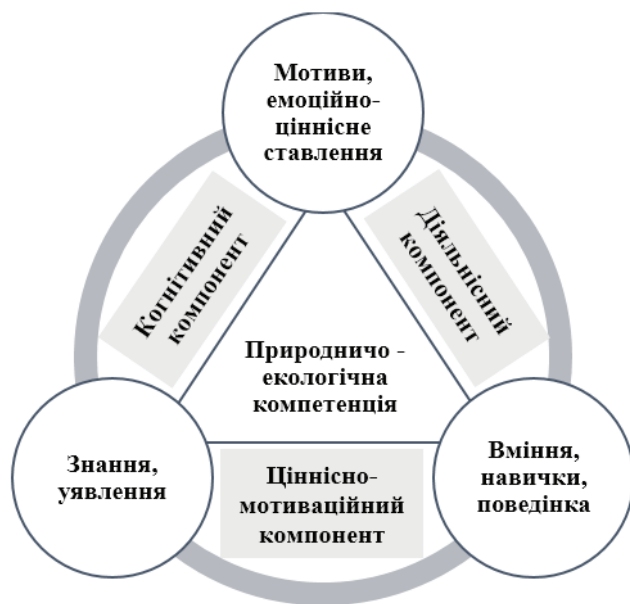 Мотиви,
емоційно-
ціннісне
ставлення
Когнітивний
компонент
Діяльнісний
компонент
Природничо -
екологічна
компетенція
Знання,
уявлення
Ціннісно-
мотиваційний
компонент
Вміння,
навички,
поведінка